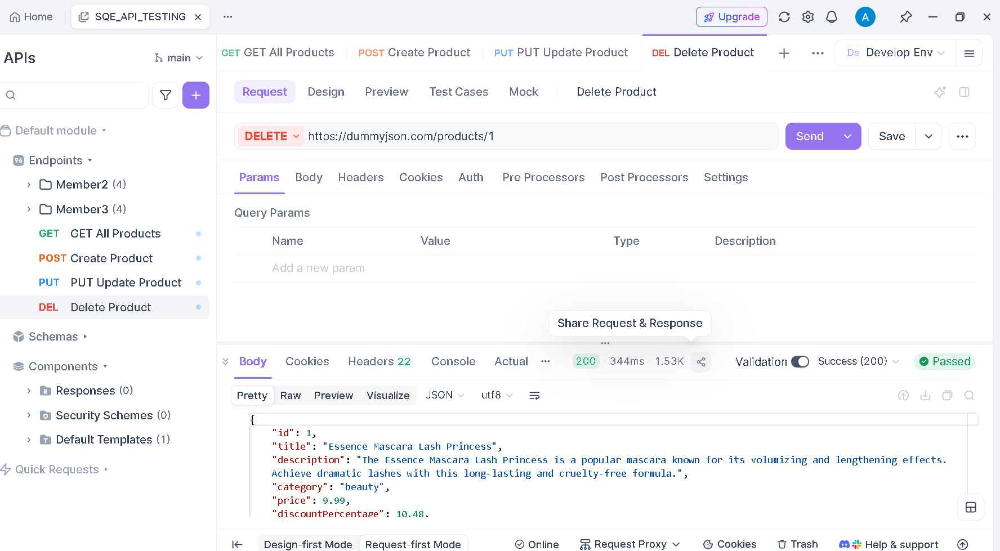 Home
SQE_API_TESTING
Upgrade
A
APIs
main
GET GET All Products
POST Create Product
PUT PUT Update Product
DEL Delete Product
De Develop Env
Request
Design
Preview
Test Cases
Mock
Delete Product
Default module
DELETE
https://dummyjson.com/products/1
Send
Save
Endpoints
Member2 (4)
Member3 (4)
GET GET All Products
POST Create Product
PUT PUT Update Product
DEL Delete Product
Schemas
Components
Responses (0)
Security Schemes (0)
Default Templates (1)
Quick Requests
Params
Body
Headers
Cookies
Auth
Pre Processors
Post Processors
Settings
Query Params
Name
Value
Type
Description
Add a new param
Share Request & Response
Body
Cookies
Headers 22
Console
Actual
200 · 344ms · 1.53K
Validation
Success (200)
Passed
Pretty
Raw
Preview
Visualize
JSON
utf8
{
"id": 1,
"title": "Essence Mascara Lash Princess",
"description": "The Essence Mascara Lash Princess is a popular mascara known for its volumizing and lengthening effects.
Achieve dramatic lashes with this long-lasting and cruelty-free formula.",
"category": "beauty",
"price": 9.99,
"discountPercentage": 10.48,
Design-first Mode
Request-first Mode
Online
Request Proxy
Cookies
Trash
Help & support